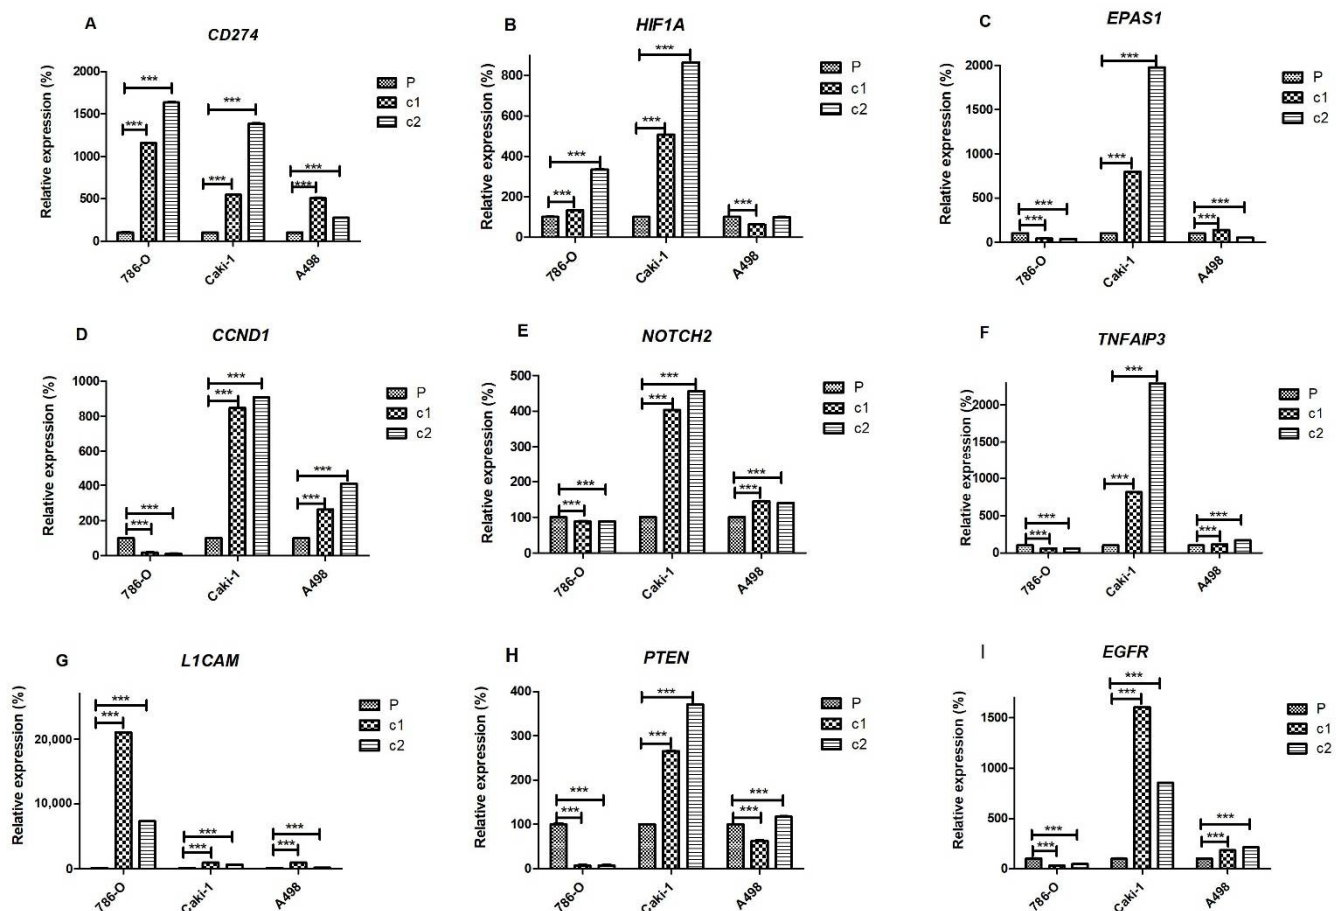 A
CD274
Relative expression (%)
2000
1500
1000
500
0
***
***
***
***
***
***
786-O
Caki-1
A498
P
c1
c2
B
HIF1A
Relative expression (%)
800
600
400
200
0
***
***
***
***
***
786-O
Caki-1
A498
P
c1
c2
C
EPAS1
Relative expression (%)
2000
1500
1000
500
0
***
***
***
***
***
***
786-O
Caki-1
A498
P
c1
c2
D
CCND1
Relative expression (%)
1000
800
600
400
200
0
***
***
***
***
***
***
786-O
Caki-1
A498
P
c1
c2
E
NOTCH2
Relative expression (%)
500
400
300
200
100
0
***
***
***
***
***
***
786-O
Caki-1
A498
P
c1
c2
F
TNFAIP3
Relative expression (%)
2000
1500
1000
500
0
***
***
***
***
***
***
786-O
Caki-1
A498
P
c1
c2
G
L1CAM
Relative expression (%)
20,000
10,000
0
***
***
***
***
***
***
786-O
Caki-1
A498
P
c1
c2
H
PTEN
Relative expression (%)
400
300
200
100
0
***
***
***
***
***
***
786-O
Caki-1
A498
P
c1
c2
I
EGFR
Relative expression (%)
1500
1000
500
0
***
***
***
***
***
***
786-O
Caki-1
A498
P
c1
c2